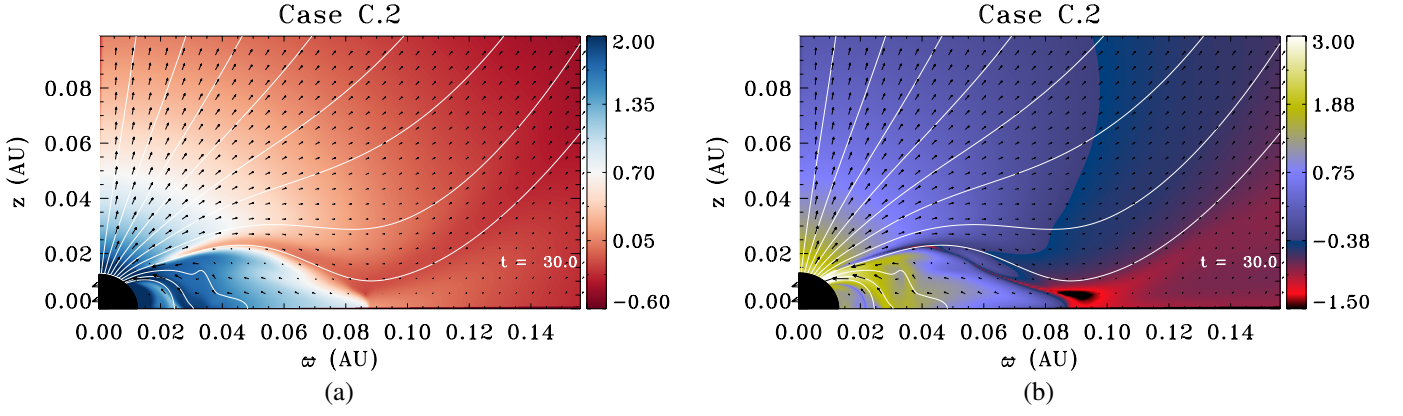 Case C.2
2.00
1.35
0.70
0.05
−0.60
0.08
0.06
0.04
0.02
0.00
z (AU)
t = 30.0
0.00 0.02 0.04 0.06 0.08 0.10 0.12 0.14
ϖ (AU)
(a)
Case C.2
3.00
1.88
0.75
−0.38
−1.50
0.08
0.06
0.04
0.02
0.00
z (AU)
t = 30.0
0.00 0.02 0.04 0.06 0.08 0.10 0.12 0.14
ϖ (AU)
(b)